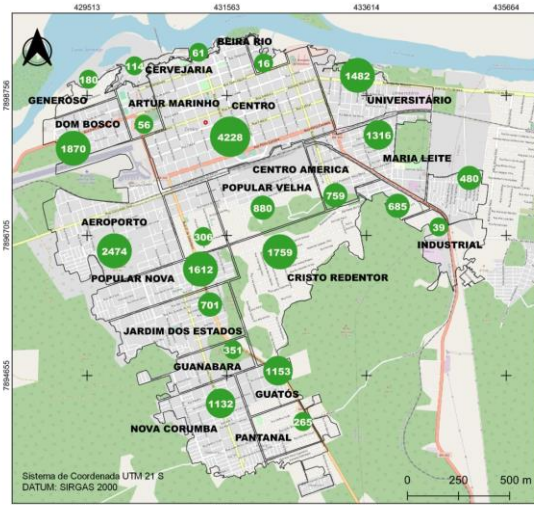 429513 431563 433614 435664
7898756
7896705
7894655
BEIRA RIO
61
114
16
CERVEJARIA
180
1482
GENEROSO
ARTUR MARINHO
CENTRO
UNIVERSITÁRIO
DOM BOSCO
56
1870
4228
1316
MARIA LEITE
CENTRO AMERICA
POPULAR VELHA
480
759
880
685
AEROPORTO
306
39
INDUSTRIAL
2474
1759
1612
CRISTO REDENTOR
POPULAR NOVA
701
JARDIM DOS ESTADOS
351
GUANABARA
1153
GUATÓS
1132
NOVA CORUMBA
265
PANTANAL
Sistema de Coordenada UTM 21 S
DATUM: SIRGAS 2000
0 250 500 m